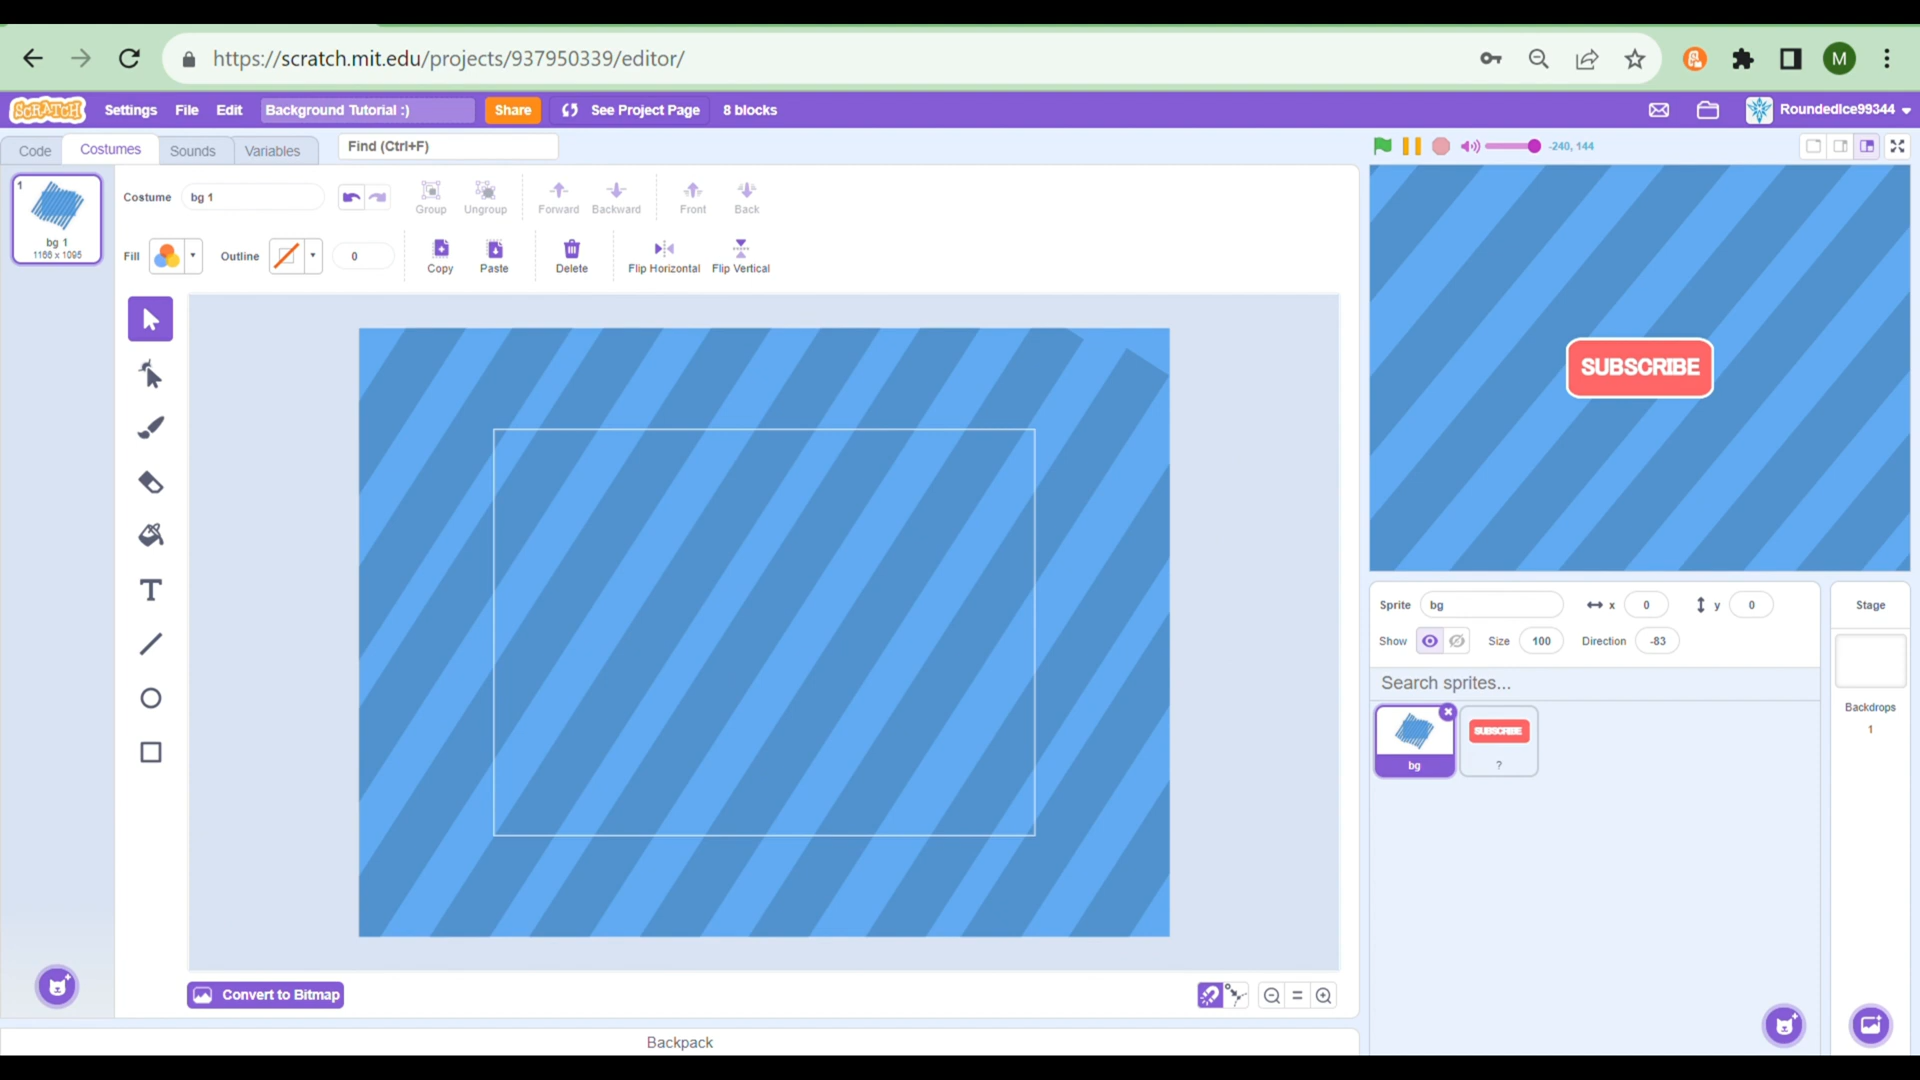 https://scratch.mit.edu/projects/937950339/editor/
M
SCRATCH Settings File Edit Background Tutorial :) Share See Project Page 8 blocks RoundedIce99344
Code Costumes Sounds Variables Find (Ctrl+F) -240, 144
1 Costume bg 1 Group Ungroup Forward Backward Front Back
bg 1
1166 x 1095
Fill Outline 0 Copy Paste Delete Flip Horizontal Flip Vertical
SUBSCRIBE
T
Sprite bg x 0 y 0 Stage
Show Size 100 Direction -83
Search sprites...
Backdrops
1
SUBSCRIBE
bg ?
Convert to Bitmap
Backpack